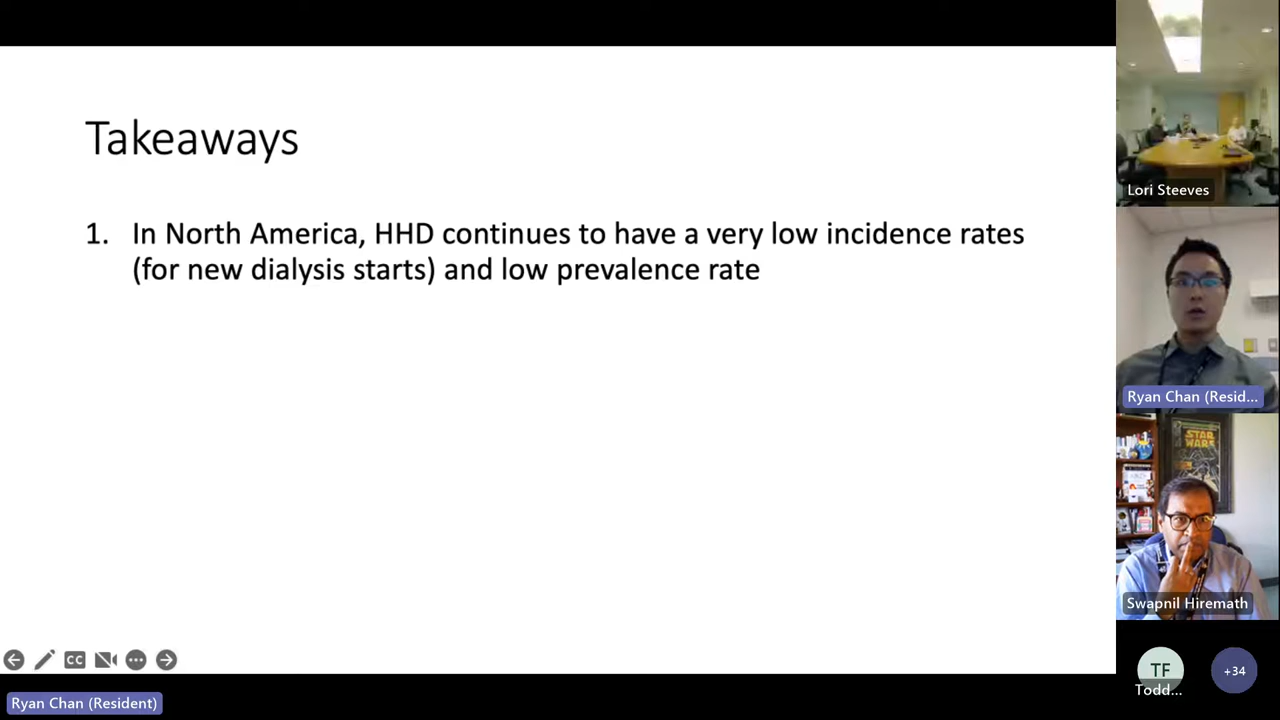 Takeaways
1. In North America, HHD continues to have a very low incidence rates
(for new dialysis starts) and low prevalence rate
CC
Ryan Chan (Resident)
Lori Steeves
Ryan Chan (Resid...
STAR
WARS
Swapnil Hiremath
TF
Todd...
+34